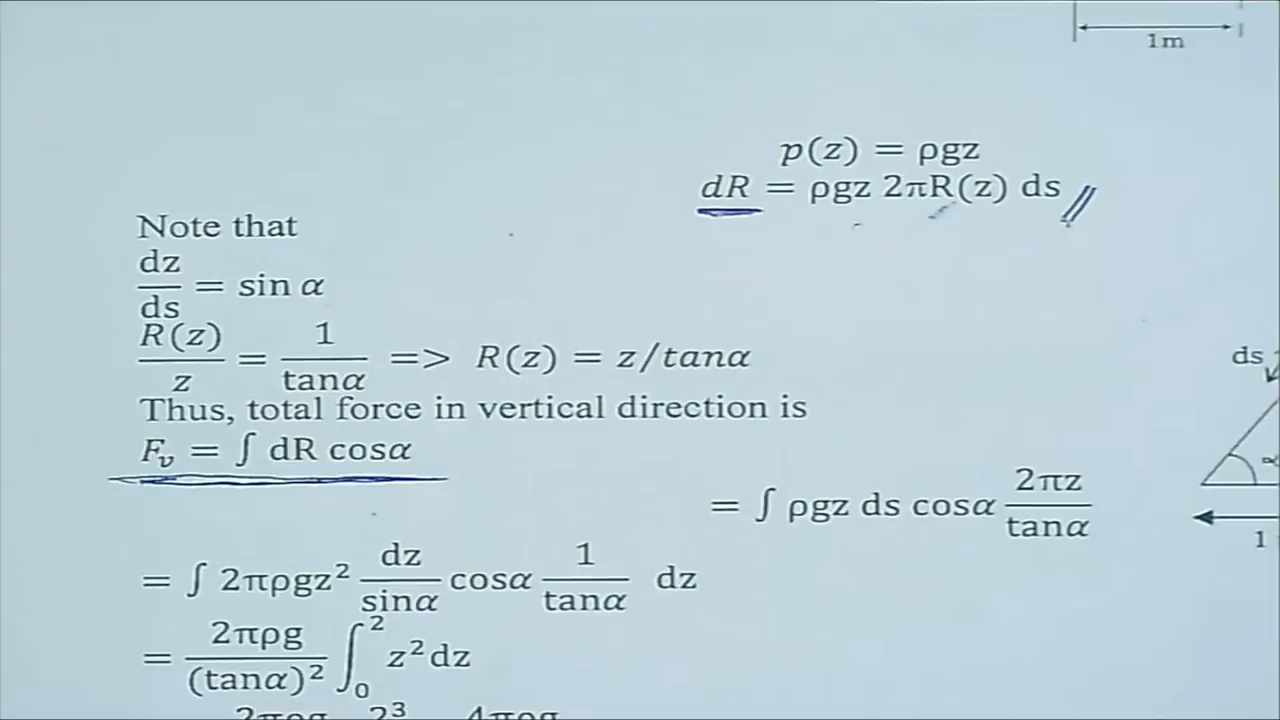 1m
p(z) = ρgz
dR = ρgz 2πR(z) ds
Note that
dz/ds = sin α
R(z)/z = 1/tanα => R(z) = z/tanα
Thus, total force in vertical direction is
Fᵥ = ∫ dR cosα
= ∫ ρgz ds cosα 2πz/tanα
= ∫ 2πρgz² dz/sinα cosα 1/tanα dz
= 2πρg/(tanα)² ∫₀² z²dz
ds
α
1